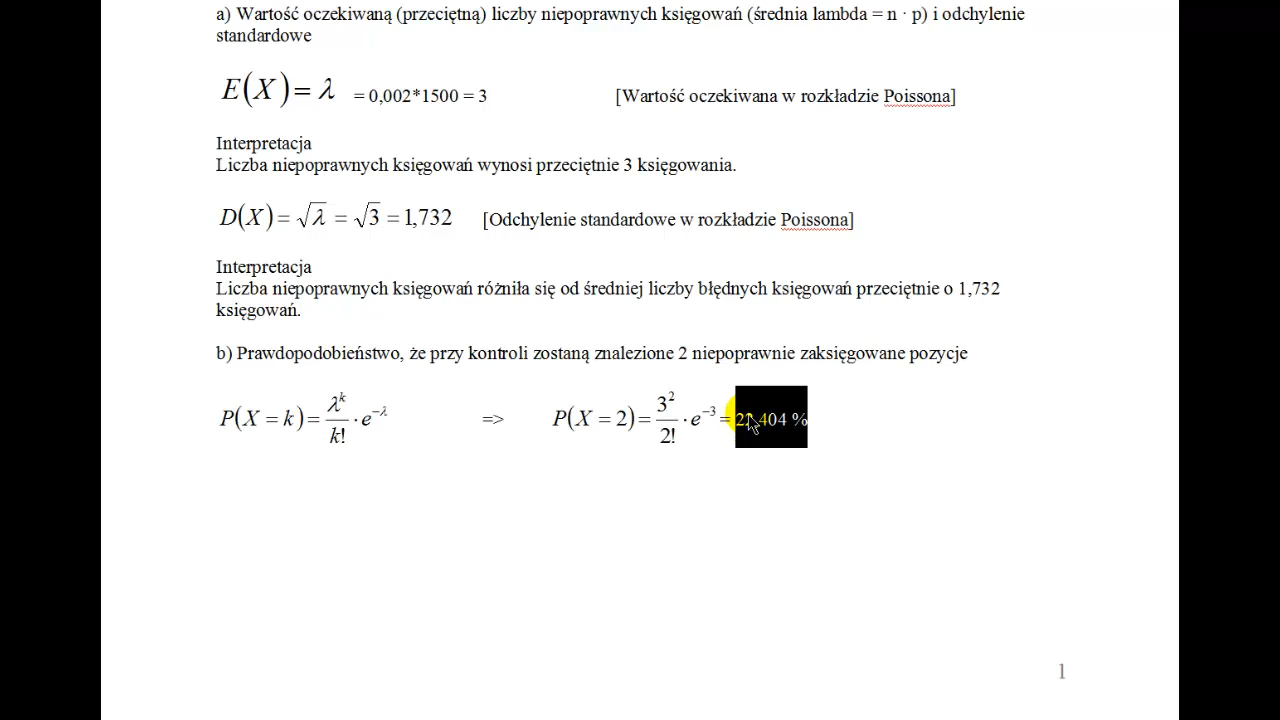 a) Wartość oczekiwaną (przeciętną) liczby niepoprawnych księgowań (średnia lambda = n · p) i odchylenie
standardowe
E(X) = λ = 0,002*1500 = 3 [Wartość oczekiwana w rozkładzie Poissona]
Interpretacja
Liczba niepoprawnych księgowań wynosi przeciętnie 3 księgowania.
D(X) = √λ = √3 = 1,732 [Odchylenie standardowe w rozkładzie Poissona]
Interpretacja
Liczba niepoprawnych księgowań różniła się od średniej liczby błędnych księgowań przeciętnie o 1,732
księgowań.
b) Prawdopodobieństwo, że przy kontroli zostaną znalezione 2 niepoprawnie zaksięgowane pozycje
P(X = k) = λ^k/k! · e^−λ => P(X = 2) = 3²/2! · e^−3 = 22,404 %
1